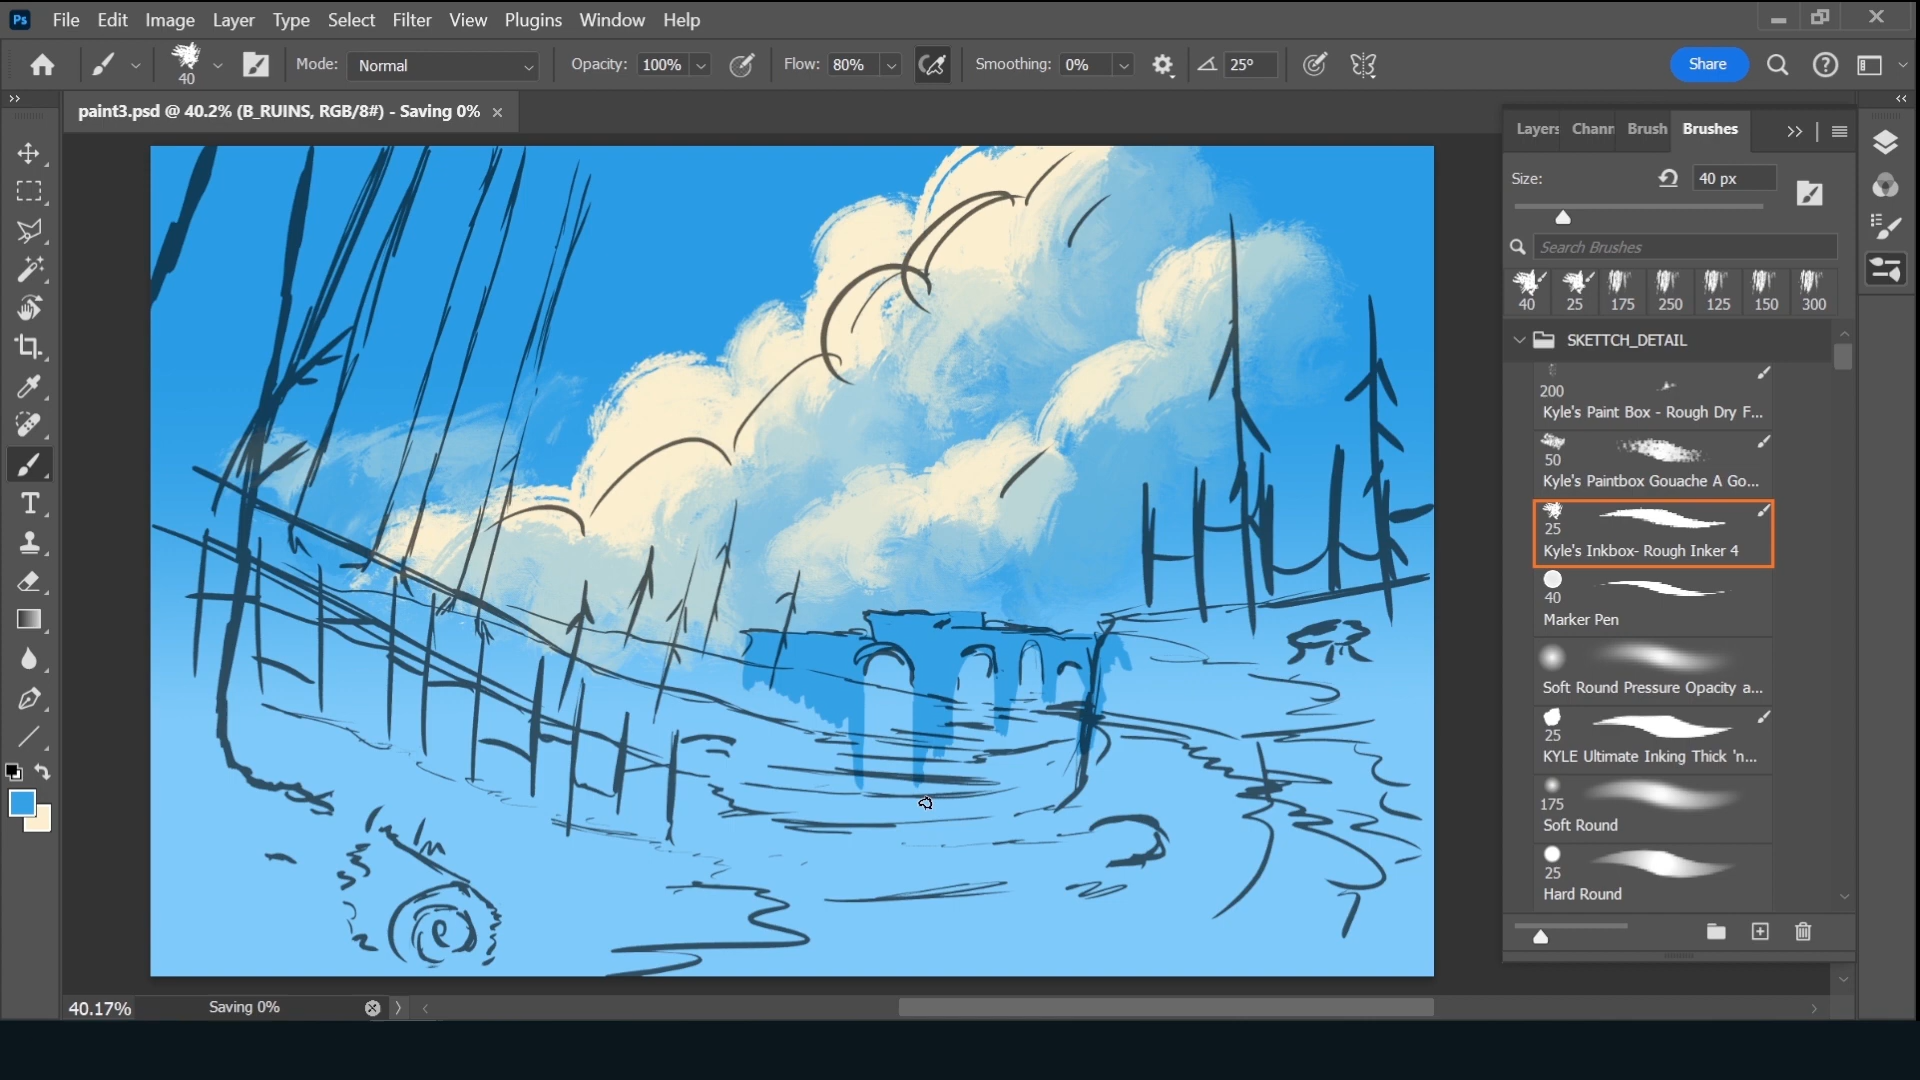 Ps File Edit Image Layer Type Select Filter View Plugins Window Help
40 Mode: Normal Opacity: 100% Flow: 80% Smoothing: 0% 25° Share
paint3.psd @ 40.2% (B_RUINS, RGB/8#) - Saving 0%
Layers Chann Brush Brushes
Size: 40 px
Search Brushes
40 25 175 250 125 150 300
SKETTCH_DETAIL
200
Kyle's Paint Box - Rough Dry F...
50
Kyle's Paintbox Gouache A Go...
25
Kyle's Inkbox- Rough Inker 4
40
Marker Pen
Soft Round Pressure Opacity a...
25
KYLE Ultimate Inking Thick 'n...
175
Soft Round
25
Hard Round
40.17% Saving 0%